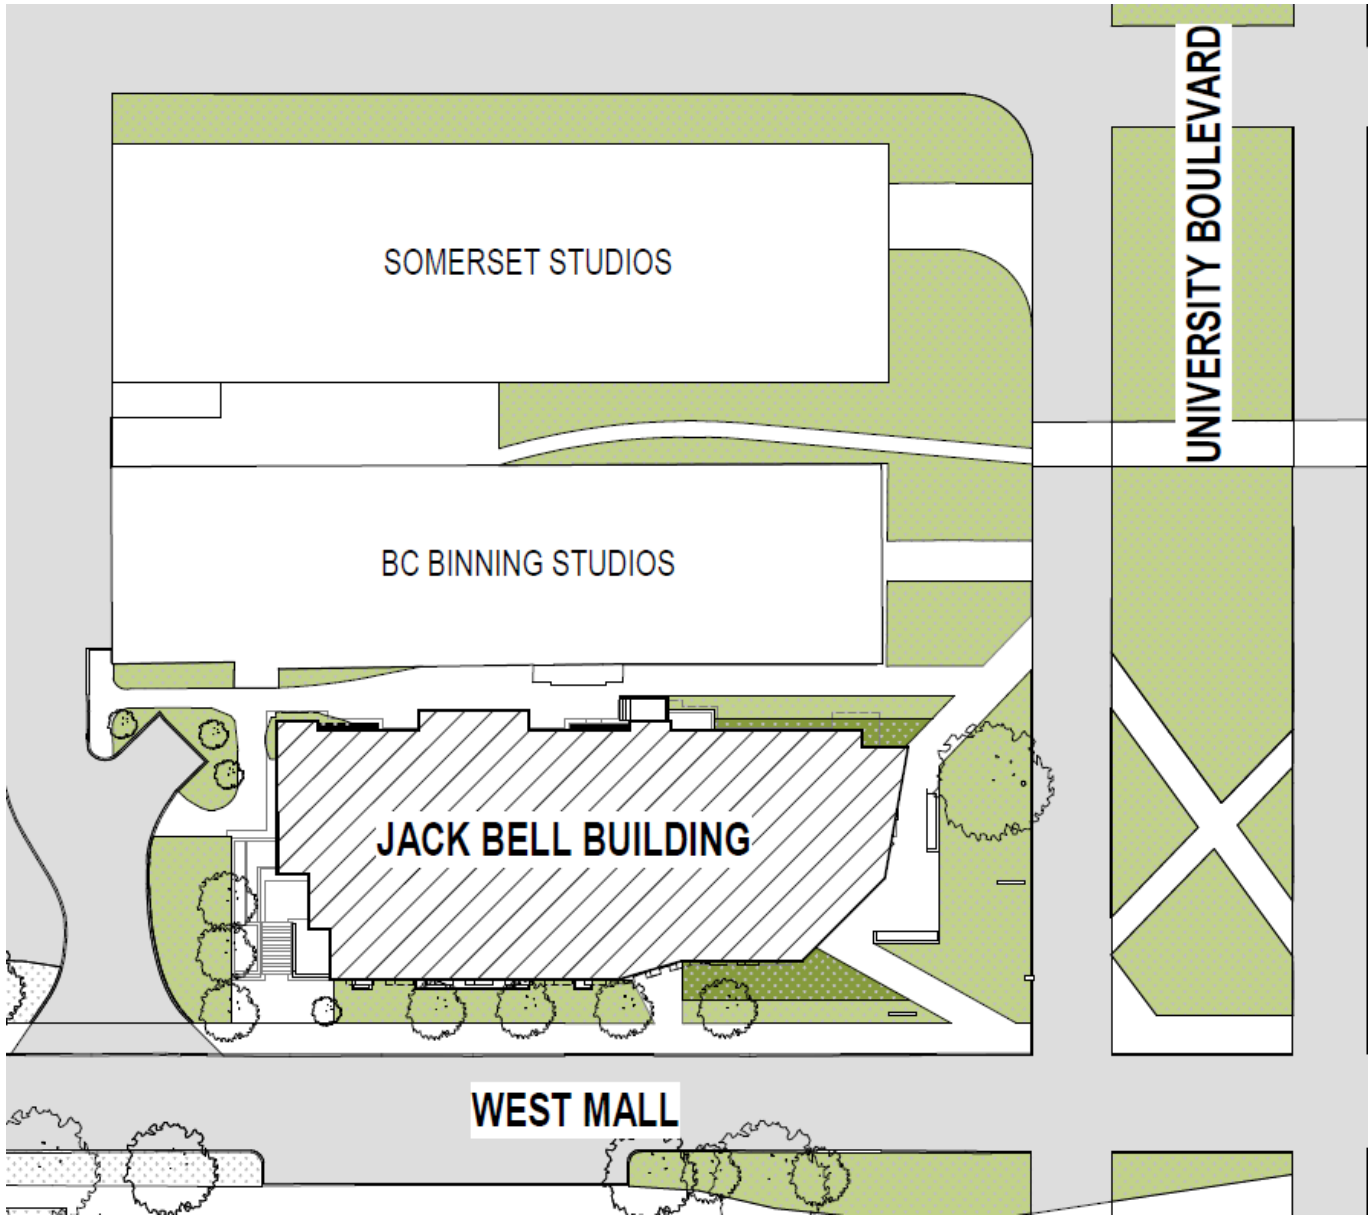 UNIVERSITY BOULEVARD
SOMERSET STUDIOS
BC BINNING STUDIOS
JACK BELL BUILDING
WEST MALL